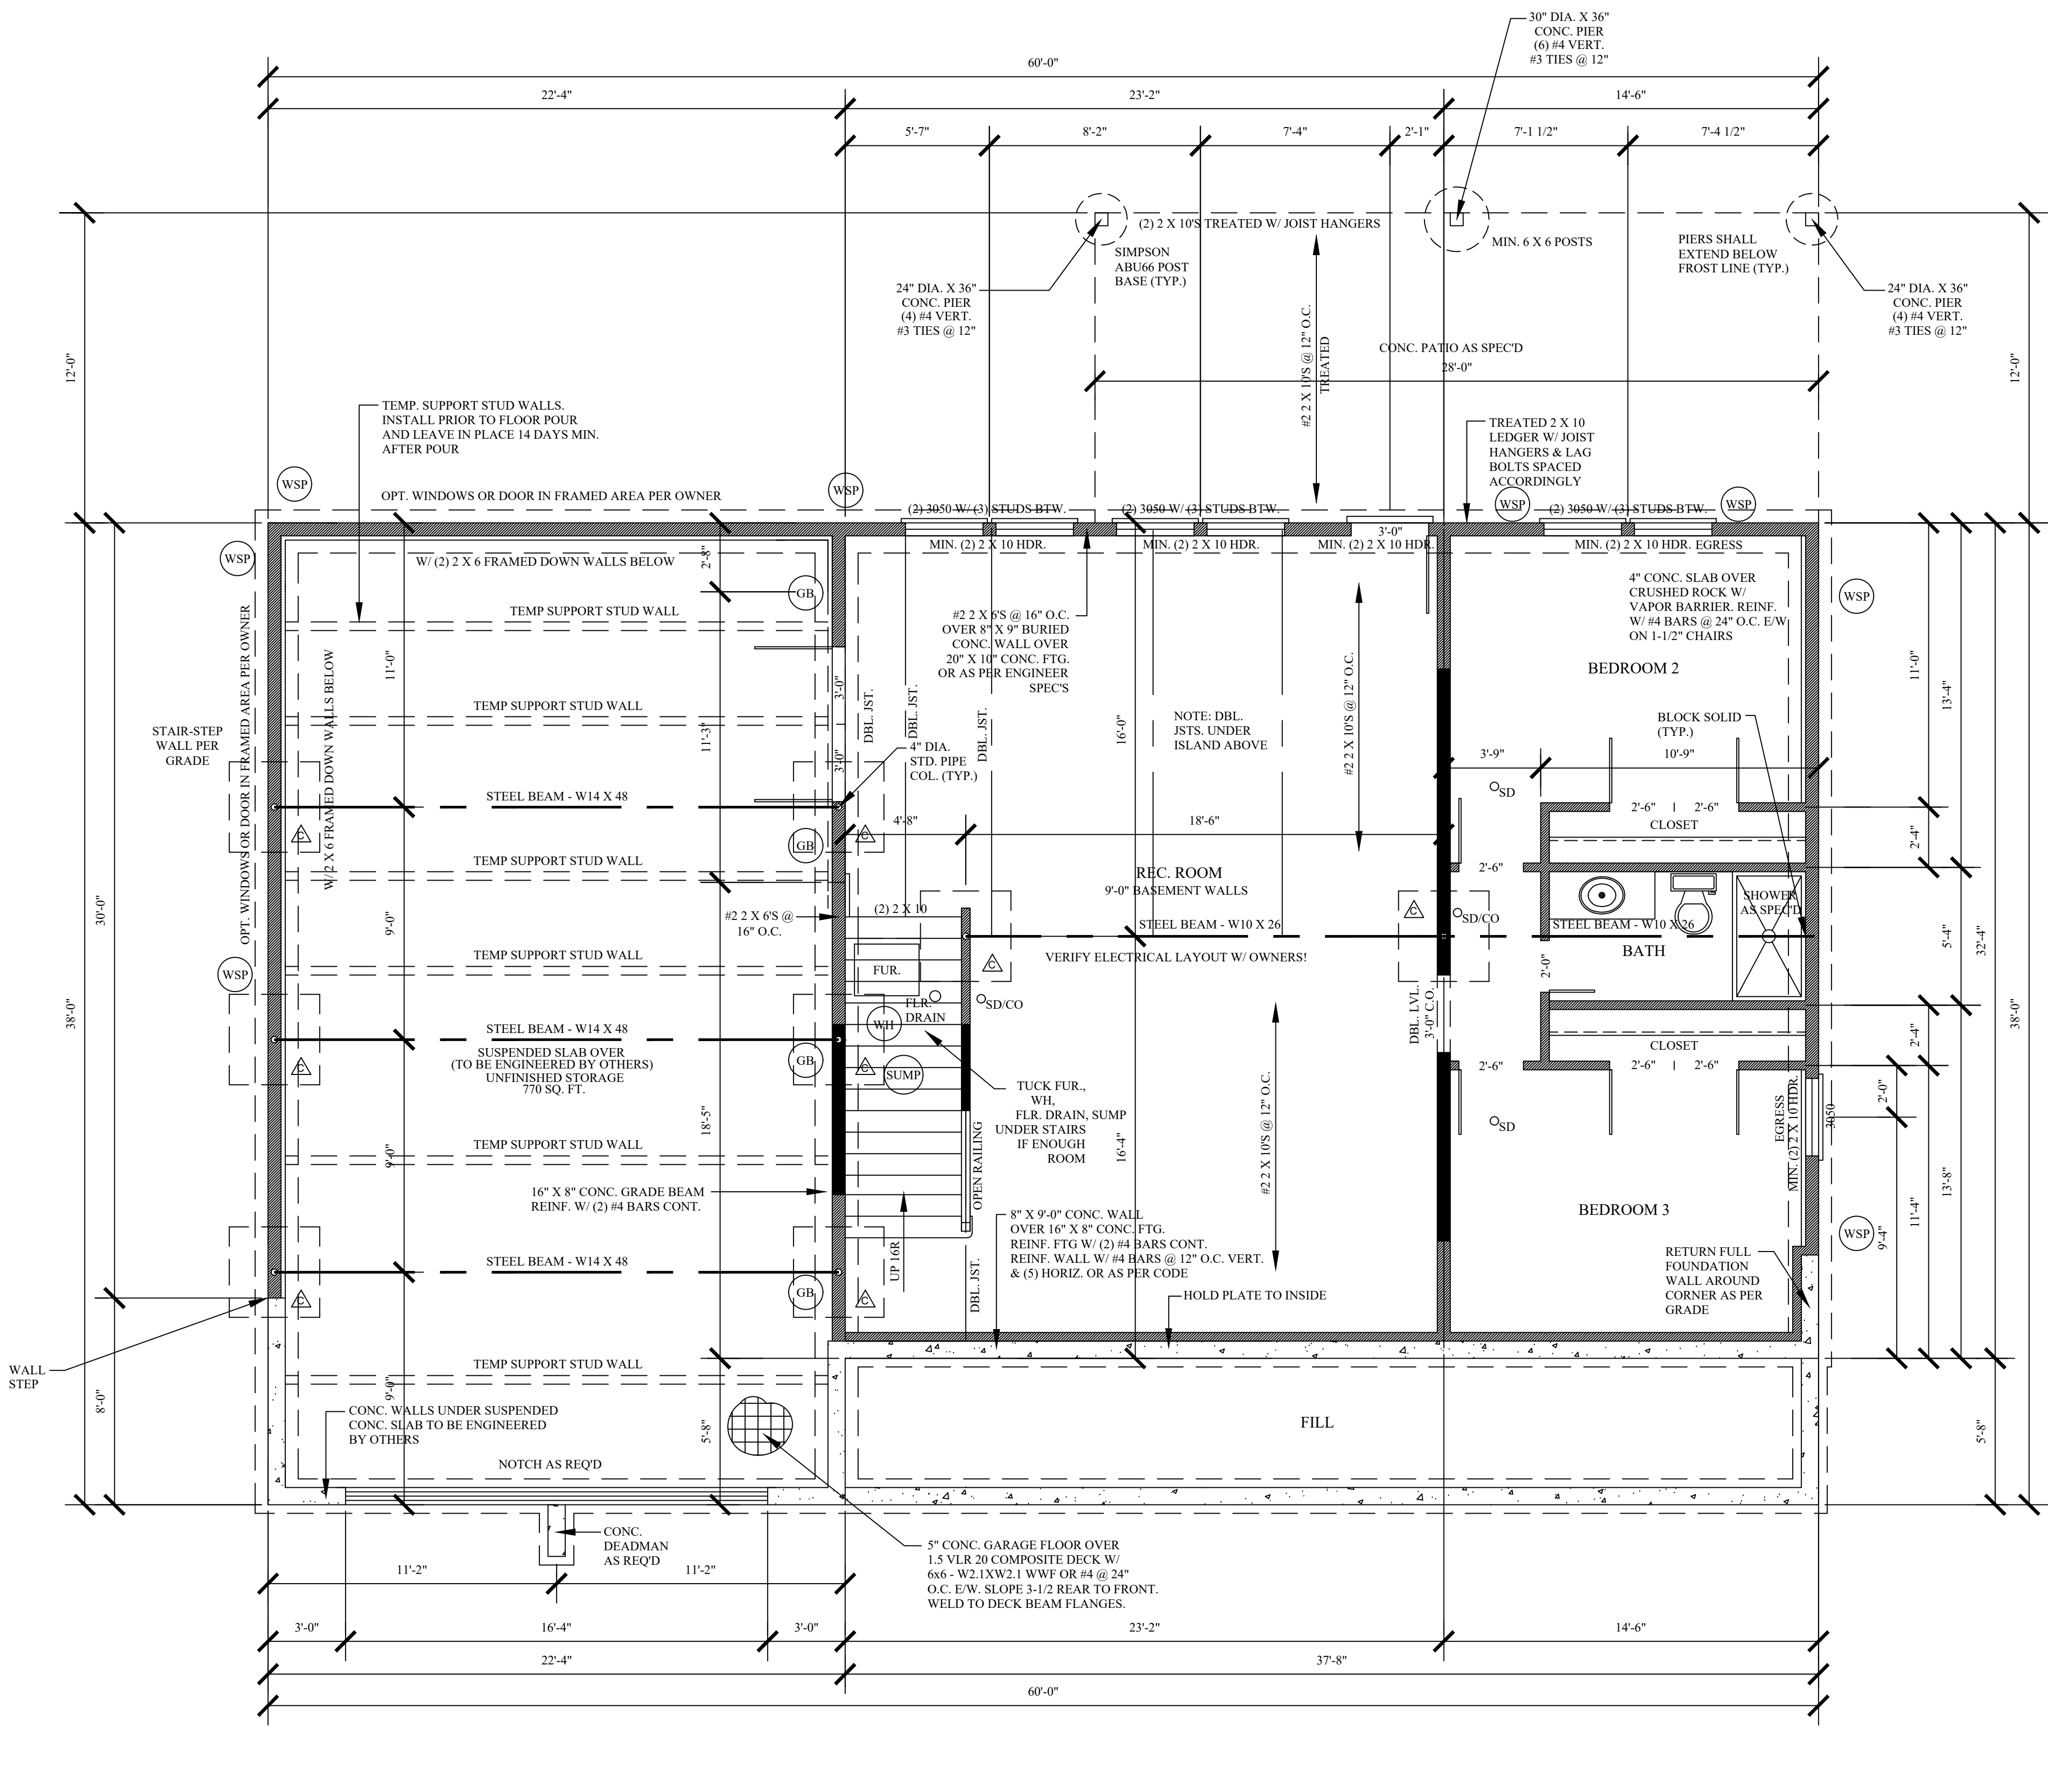 30" DIA. X 36"
CONC. PIER
(6) #4 VERT.
#3 TIES @ 12"
60'-0"
22'-4"
23'-2"
14'-6"
5'-7"
8'-2"
7'-4"
2'-1"
7'-1 1/2"
7'-4 1/2"
(2) 2 X 10'S TREATED W/ JOIST HANGERS
MIN. 6 X 6 POSTS
PIERS SHALL
EXTEND BELOW
FROST LINE (TYP.)
SIMPSON
ABU66 POST
BASE (TYP.)
24" DIA. X 36"
CONC. PIER
(4) #4 VERT.
#3 TIES @ 12"
24" DIA. X 36"
CONC. PIER
(4) #4 VERT.
#3 TIES @ 12"
#2 2 X 10'S @ 12" O.C.
TREATED
CONC. PATIO AS SPEC'D
28'-0"
12'-0"
12'-0"
TEMP. SUPPORT STUD WALLS.
INSTALL PRIOR TO FLOOR POUR
AND LEAVE IN PLACE 14 DAYS MIN.
AFTER POUR
TREATED 2 X 10
LEDGER W/ JOIST
HANGERS & LAG
BOLTS SPACED
ACCORDINGLY
WSP
WSP
WSP
WSP
OPT. WINDOWS OR DOOR IN FRAMED AREA PER OWNER
(2) 3050 W/ (3) STUDS BTW.
(2) 3050 W/ (3) STUDS BTW.
(2) 3050 W/ (3) STUDS BTW.
3'-0"
MIN. (2) 2 X 10 HDR.
MIN. (2) 2 X 10 HDR.
MIN. (2) 2 X 10 HDR.
MIN. (2) 2 X 10 HDR. EGRESS
WSP
W/ (2) 2 X 6 FRAMED DOWN WALLS BELOW
2'-8"
GB
WSP
4" CONC. SLAB OVER
CRUSHED ROCK W/
VAPOR BARRIER. REINF.
W/ #4 BARS @ 24" O.C. E/W
ON 1-1/2" CHAIRS
TEMP SUPPORT STUD WALL
#2 2 X 6'S @ 16" O.C.
OVER 8" X 9" BURIED
CONC. WALL OVER
20" X 10" CONC. FTG.
OR AS PER ENGINEER
SPEC'S
BEDROOM 2
OPT. WINDOWS OR DOOR IN FRAMED AREA PER OWNER
W/ 2 X 6 FRAMED DOWN WALLS BELOW
11'-0"
11'-3"
3'-0"
3'-0"
DBL. JST.
DBL. JST.
DBL. JST.
16'-0"
#2 2 X 10'S @ 12" O.C.
11'-0"
13'-4"
TEMP SUPPORT STUD WALL
NOTE: DBL.
JSTS. UNDER
ISLAND ABOVE
BLOCK SOLID
(TYP.)
STAIR-STEP
WALL PER
GRADE
4" DIA.
STD. PIPE
COL. (TYP.)
3'-9"
10'-9"
SD
STEEL BEAM - W14 X 48
2'-6"
2'-6"
CLOSET
C
C
4'-8"
18'-6"
GB
2'-4"
TEMP SUPPORT STUD WALL
REC. ROOM
9'-0" BASEMENT WALLS
2'-6"
SHOWER
AS SPEC'D
30'-0"
9'-0"
#2 2 X 6'S @
16" O.C.
(2) 2 X 10
C
SD/CO
STEEL BEAM - W10 X 26
STEEL BEAM - W10 X 26
BATH
5'-4"
32'-4"
VERIFY ELECTRICAL LAYOUT W/ OWNERS!
TEMP SUPPORT STUD WALL
WSP
FUR.
C
2'-0"
SD/CO
FLR.
DRAIN
WH
38'-0"
STEEL BEAM - W14 X 48
SUSPENDED SLAB OVER
(TO BE ENGINEERED BY OTHERS)
UNFINISHED STORAGE
770 SQ. FT.
C
C
GB
SUMP
DBL. LVL.
3'-0" C.O.
CLOSET
2'-4"
38'-0"
2'-6"
2'-6"
2'-6"
TUCK FUR.,
WH,
FLR. DRAIN, SUMP
UNDER STAIRS
IF ENOUGH
ROOM
SD
EGRESS
MIN. (2) 2 X 10 HDR.
3050
2'-0"
18'-5"
9'-0"
16'-4"
TEMP SUPPORT STUD WALL
#2 2 X 10'S @ 12" O.C.
OPEN RAILING
16" X 8" CONC. GRADE BEAM
REINF. W/ (2) #4 BARS CONT.
BEDROOM 3
13'-8"
11'-4"
9'-4"
WSP
8" X 9'-0" CONC. WALL
OVER 16" X 8" CONC. FTG.
REINF. FTG W/ (2) #4 BARS CONT.
REINF. WALL W/ #4 BARS @ 12" O.C. VERT.
& (5) HORIZ. OR AS PER CODE
UP 16R
DBL. JST.
RETURN FULL
FOUNDATION
WALL AROUND
CORNER AS PER
GRADE
STEEL BEAM - W14 X 48
C
C
GB
HOLD PLATE TO INSIDE
WALL
STEP
TEMP SUPPORT STUD WALL
8'-0"
9'-0"
5'-8"
5'-8"
CONC. WALLS UNDER SUSPENDED
CONC. SLAB TO BE ENGINEERED
BY OTHERS
FILL
NOTCH AS REQ'D
CONC.
DEADMAN
AS REQ'D
5" CONC. GARAGE FLOOR OVER
1.5 VLR 20 COMPOSITE DECK W/
6x6 - W2.1XW2.1 WWF OR #4 @ 24"
O.C. E/W. SLOPE 3-1/2 REAR TO FRONT.
WELD TO DECK BEAM FLANGES.
11'-2"
11'-2"
3'-0"
16'-4"
3'-0"
23'-2"
14'-6"
22'-4"
37'-8"
60'-0"